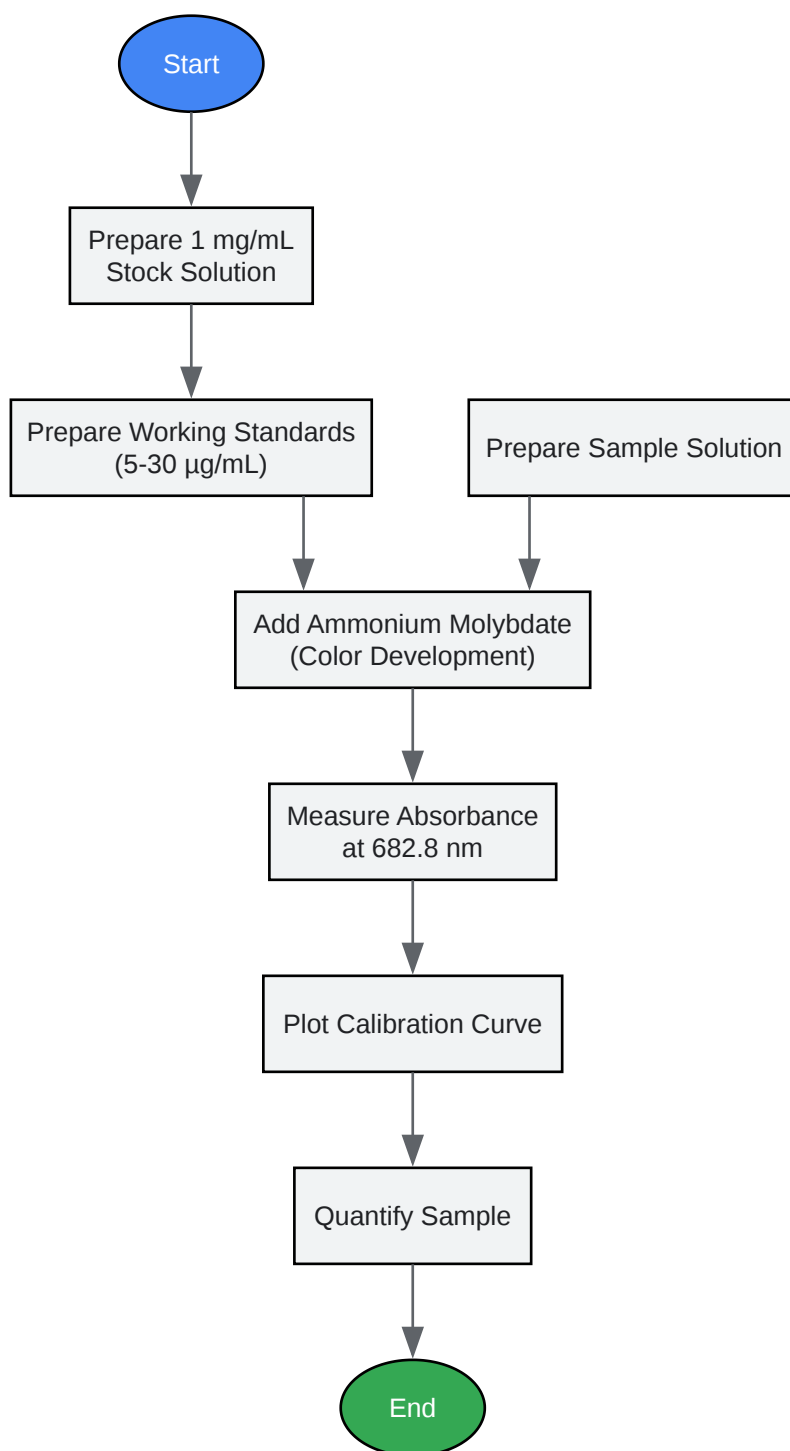 Start
Prepare 1 mg/mL
Stock Solution
Prepare Working Standards
(5-30 µg/mL)
Prepare Sample Solution
Add Ammonium Molybdate
(Color Development)
Measure Absorbance
at 682.8 nm
Plot Calibration Curve
Quantify Sample
End